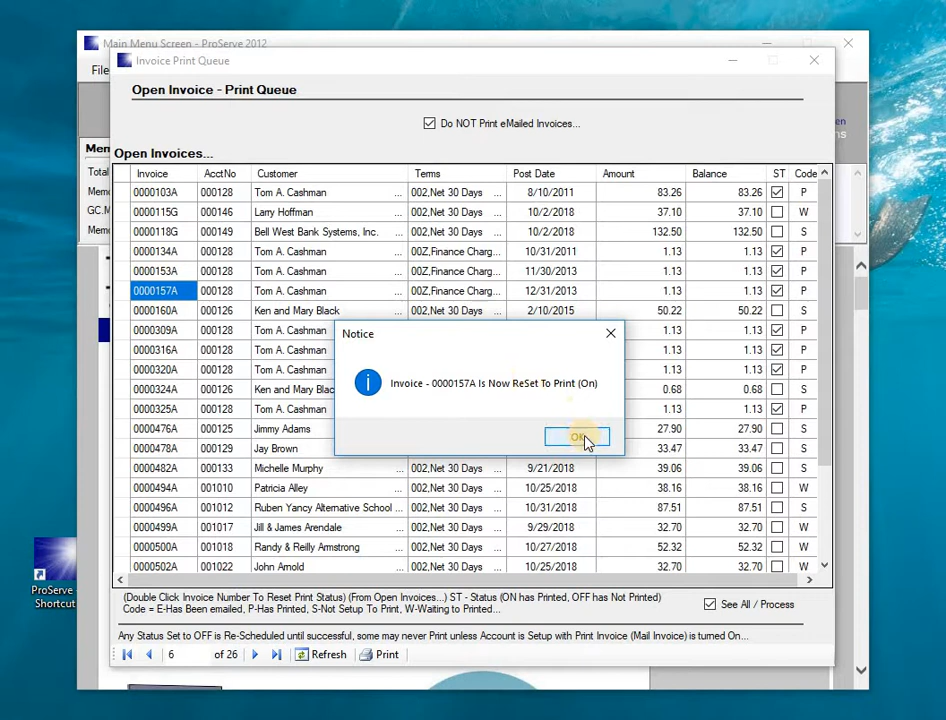 Main Menu Screen - ProServe 2012
Invoice Print Queue
File
Open Invoice - Print Queue
Do NOT Print eMailed Invoices...
Open Invoices...
Invoice AcctNo Customer Terms Post Date Amount Balance ST Code
0000103A 000128 Tom A. Cashman ... 002,Net 30 Days ... 8/10/2011 83.26 83.26 P
0000115G 000146 Larry Hoffman ... 002,Net 30 Days ... 10/2/2018 37.10 37.10 W
0000118G 000149 Bell West Bank Systems, Inc. ... 002,Net 30 Days ... 10/2/2018 132.50 132.50 S
0000134A 000128 Tom A. Cashman ... 00Z,Finance Charg... 10/31/2011 1.13 1.13 P
0000153A 000128 Tom A. Cashman ... 00Z,Finance Charg... 11/30/2013 1.13 1.13 P
0000157A 000128 Tom A. Cashman ... 00Z,Finance Charg... 12/31/2013 1.13 1.13 P
0000160A 000126 Ken and Mary Black ... 002,Net 30 Days ... 2/10/2015 50.22 50.22 S
0000309A 000128 Tom A. Cashman 1.13 1.13 P
0000316A 000128 Tom A. Cashman 1.13 1.13 P
0000320A 000128 Tom A. Cashman 1.13 1.13 P
0000324A 000126 Ken and Mary Blac 0.68 0.68 S
0000325A 000128 Tom A. Cashman 1.13 1.13 P
0000476A 000125 Jimmy Adams 27.90 27.90 S
0000478A 000129 Jay Brown 33.47 33.47 S
0000482A 000133 Michelle Murphy ... 002,Net 30 Days ... 9/21/2018 39.06 39.06 S
0000494A 001010 Patricia Alley ... 002,Net 30 Days ... 10/25/2018 38.16 38.16 W
0000496A 001012 Ruben Yancy Alternative School ... 002,Net 30 Days ... 10/31/2018 87.51 87.51 S
0000499A 001017 Jill & James Arendale ... 002,Net 30 Days ... 9/29/2018 32.70 32.70 W
0000500A 001018 Randy & Reilly Armstrong ... 002,Net 30 Days ... 10/27/2018 52.32 52.32 W
0000502A 001022 John Arnold ... 002,Net 30 Days ... 10/25/2018 32.70 32.70 W
Notice
Invoice - 0000157A Is Now ReSet To Print (On)
OK
Men
Total
Memo
GC.M
Memo
en
ns
ProServe
Shortcut
(Double Click Invoice Number To Reset Print Status) (From Open Invoices...) ST - Status (ON has Printed, OFF has Not Printed)
Code = E-Has Been emailed, P-Has Printed, S-Not Setup To Print, W-Waiting to Printed...
See All / Process
Any Status Set to OFF is Re-Scheduled until successful, some may never Print unless Account is Setup with Print Invoice (Mail Invoice) is turned On...
6 of 26 Refresh Print